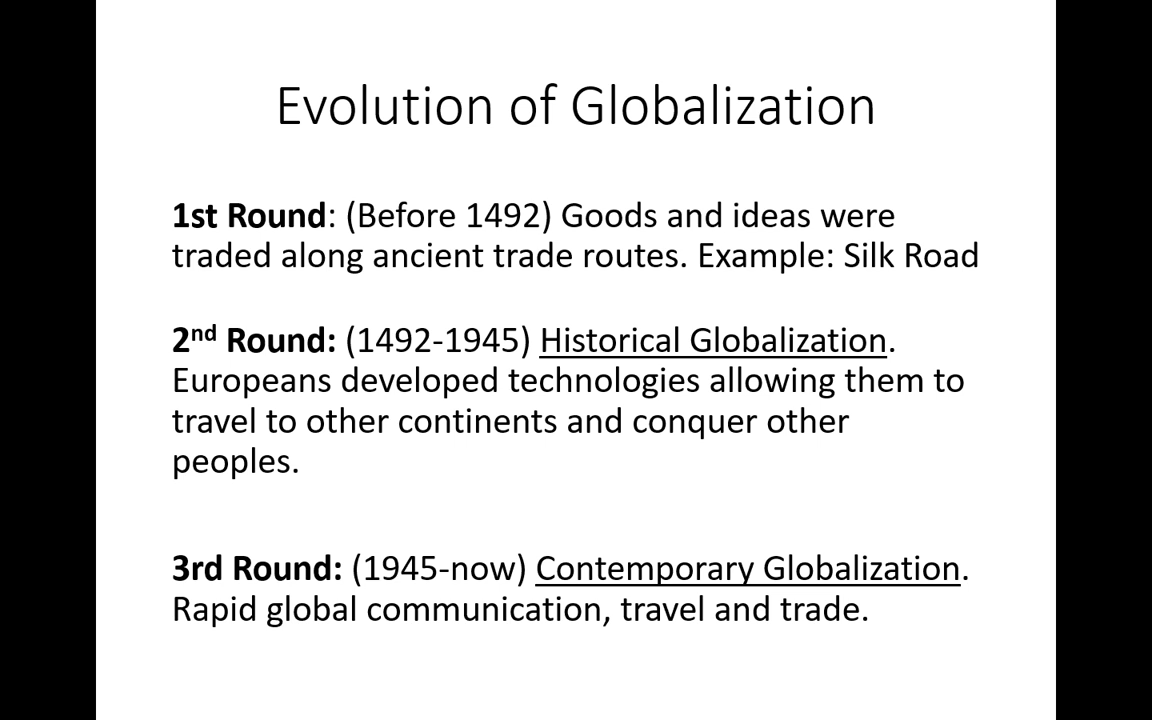 Evolution of Globalization
1st Round: (Before 1492) Goods and ideas were
traded along ancient trade routes. Example: Silk Road
2nd Round: (1492-1945) Historical Globalization.
Europeans developed technologies allowing them to
travel to other continents and conquer other
peoples.
3rd Round: (1945-now) Contemporary Globalization.
Rapid global communication, travel and trade.